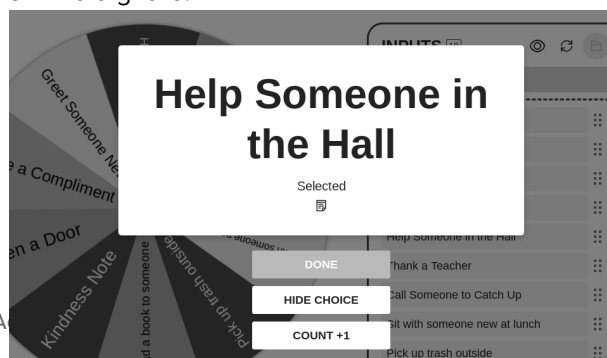 INPUTS 10
Help Someone in
the Hall
Selected
Greet Someone Ne
e a Compliment
en a Door
Kindness Note
d a book to someone
Pick up trash outside
Help Someone in the Hall
Thank a Teacher
Call Someone to Catch Up
Sit with someone new at lunch
Pick up trash outside
DONE
HIDE CHOICE
COUNT +1